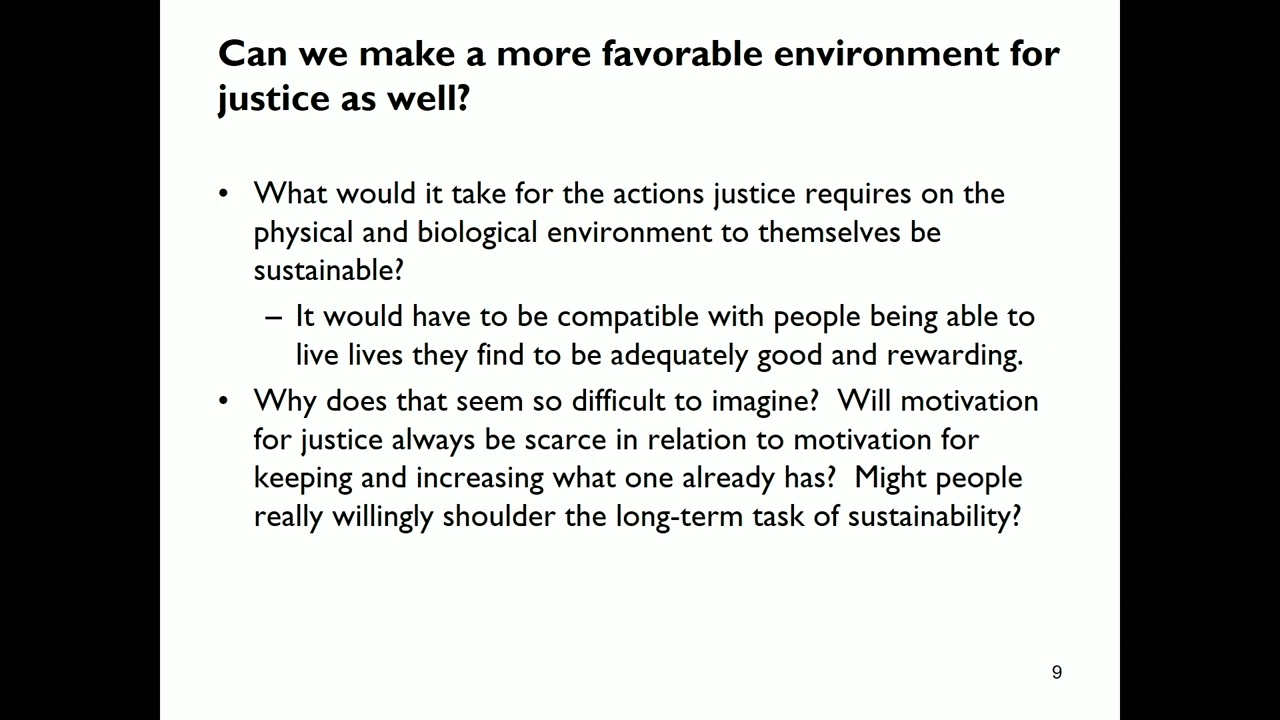 Can we make a more favorable environment for
justice as well?
• What would it take for the actions justice requires on the
physical and biological environment to themselves be
sustainable?
– It would have to be compatible with people being able to
live lives they find to be adequately good and rewarding.
• Why does that seem so difficult to imagine?  Will motivation
for justice always be scarce in relation to motivation for
keeping and increasing what one already has?  Might people
really willingly shoulder the long-term task of sustainability?
9